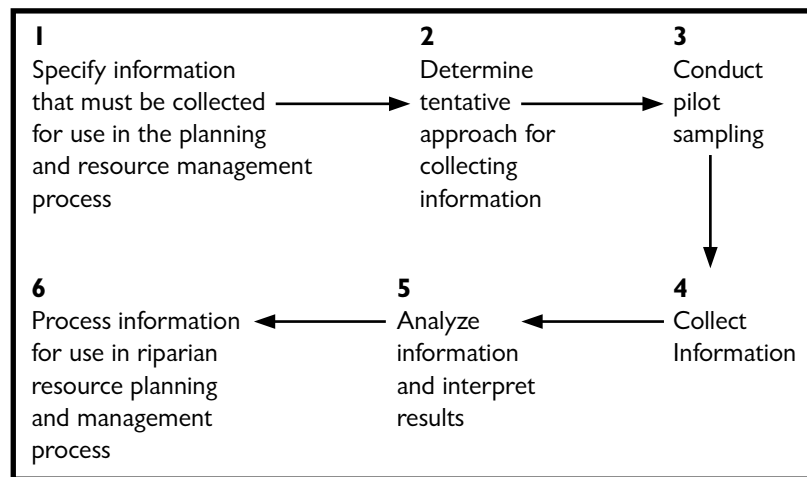 1
Specify information
that must be collected
for use in the planning
and resource management
process
2
Determine
tentative
approach for
collecting
information
3
Conduct
pilot
sampling
6
Process information
for use in riparian
resource planning
and management
process
5
Analyze
information
and interpret
results
4
Collect
Information